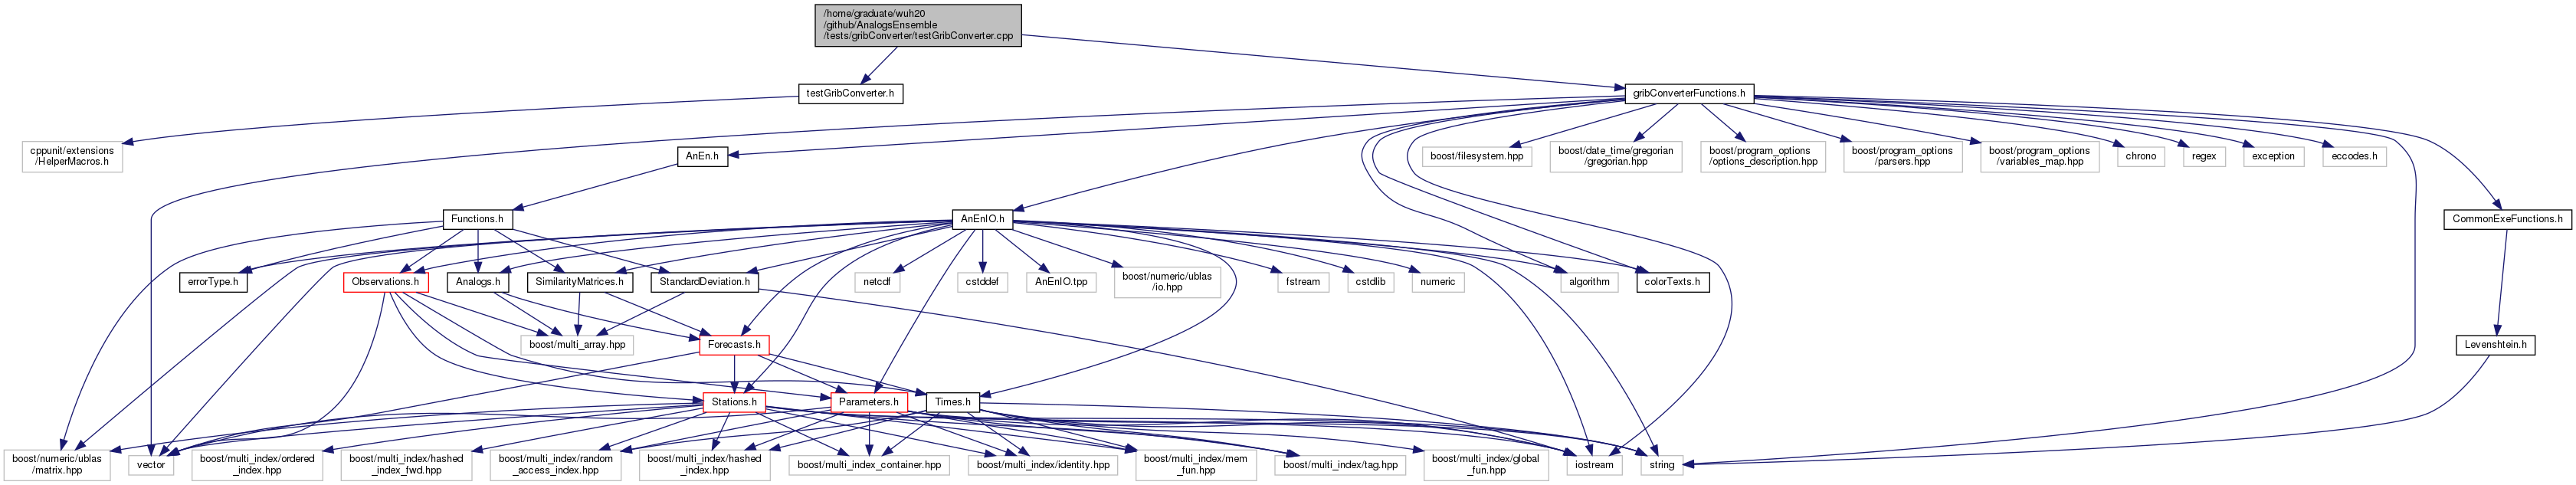 /home/graduate/wuh20
/github/AnalogsEnsemble
/tests/gribConverter/testGribConverter.cpp
testGribConverter.h
gribConverterFunctions.h
cppunit/extensions
/HelperMacros.h
AnEn.h
boost/filesystem.hpp
boost/date_time/gregorian
/gregorian.hpp
boost/program_options
/options_description.hpp
boost/program_options
/parsers.hpp
boost/program_options
/variables_map.hpp
chrono
regex
exception
eccodes.h
Functions.h
AnEnIO.h
CommonExeFunctions.h
errorType.h
Observations.h
Analogs.h
SimilarityMatrices.h
StandardDeviation.h
netcdf
cstddef
AnEnIO.tpp
boost/numeric/ublas
/io.hpp
fstream
cstdlib
numeric
algorithm
colorTexts.h
boost/multi_array.hpp
Forecasts.h
Levenshtein.h
Stations.h
Parameters.h
Times.h
boost/numeric/ublas
/matrix.hpp
vector
boost/multi_index/ordered
_index.hpp
boost/multi_index/hashed
_index_fwd.hpp
boost/multi_index/random
_access_index.hpp
boost/multi_index/hashed
_index.hpp
boost/multi_index_container.hpp
boost/multi_index/identity.hpp
boost/multi_index/mem
_fun.hpp
boost/multi_index/tag.hpp
boost/multi_index/global
_fun.hpp
iostream
string